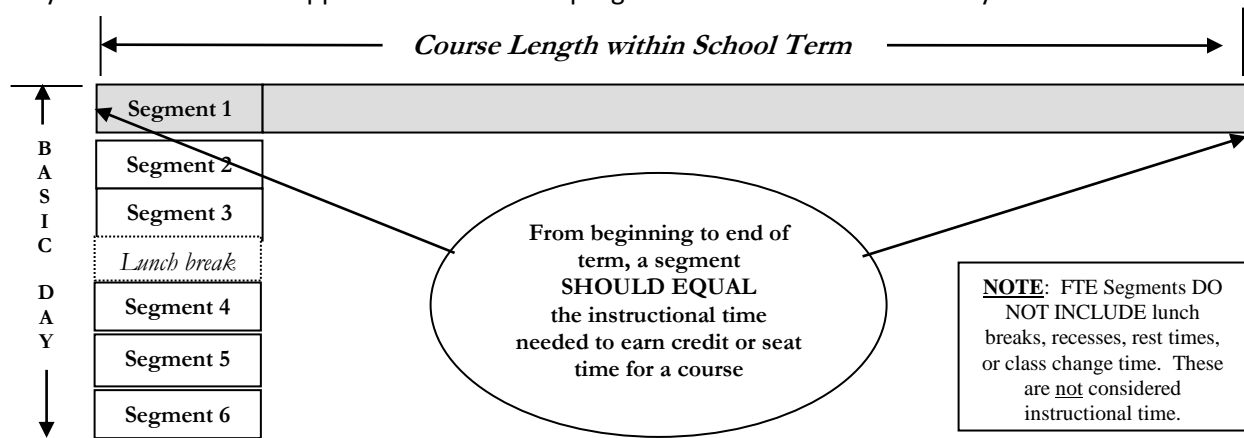 Course Length within School Term
Segment 1
B
A
S
I
C
D
A
Y
Segment 2
Segment 3
Lunch break
Segment 4
Segment 5
Segment 6
From beginning to end of
term, a segment
SHOULD EQUAL
the instructional time
needed to earn credit or seat
time for a course
NOTE: FTE Segments DO
NOT INCLUDE lunch
breaks, recesses, rest times,
or class change time. These
are not considered
instructional time.